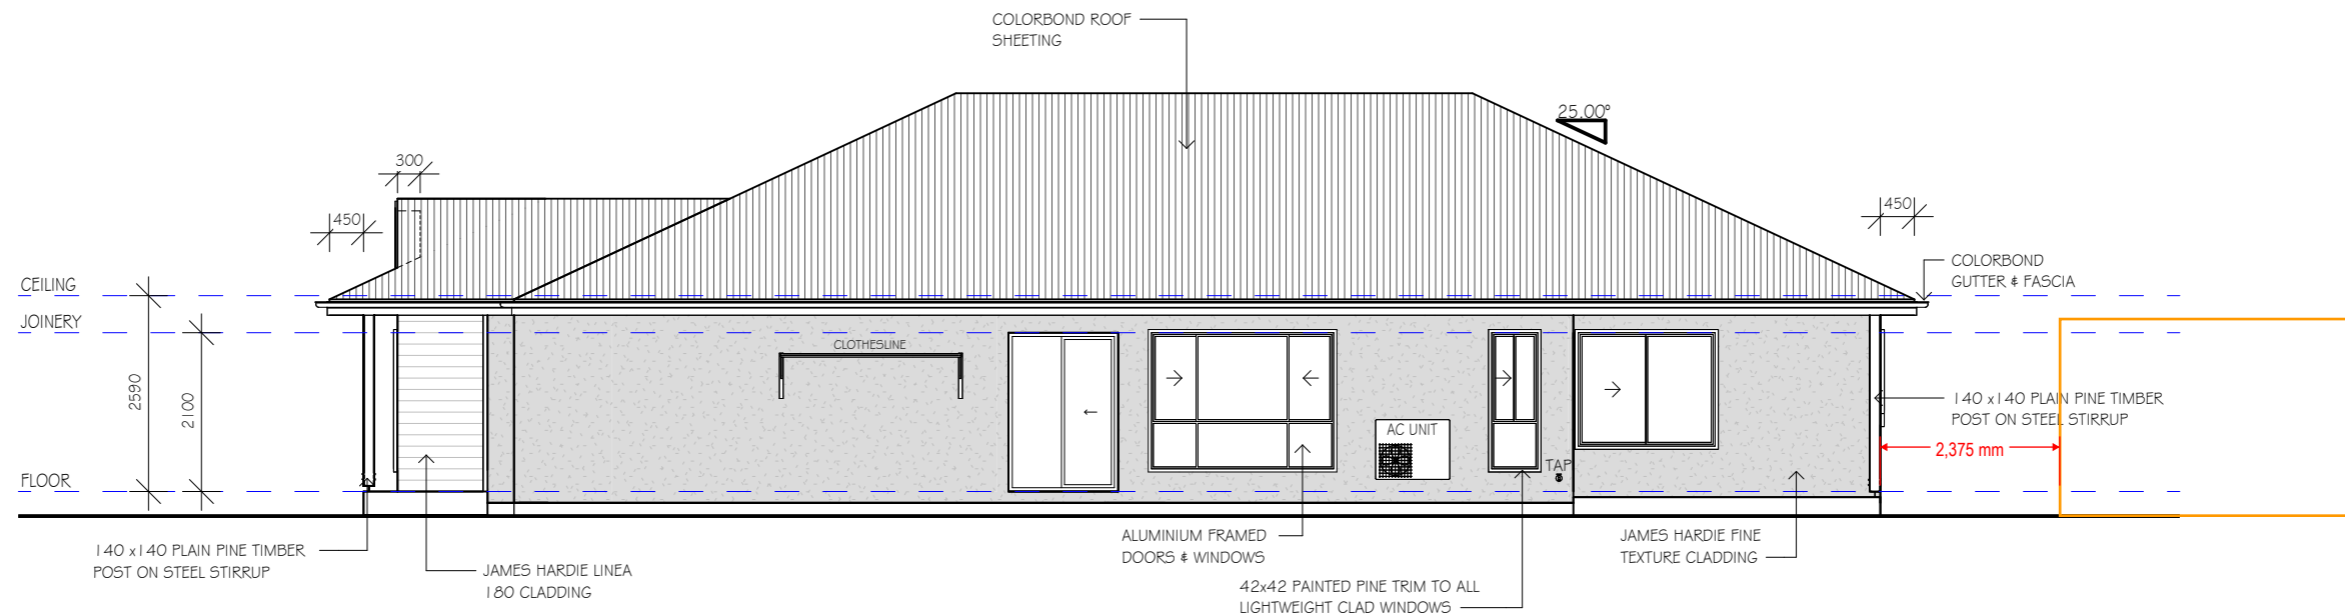 COLORBOND ROOF
SHEETING
25.00°
300
450
450
COLORBOND
GUTTER & FASCIA
CEILING
JOINERY
CLOTHESLINE
2590
2100
140 x140 PLAIN PINE TIMBER
POST ON STEEL STIRRUP
AC UNIT
2,375 mm
TAP
FLOOR
ALUMINIUM FRAMED
DOORS & WINDOWS
JAMES HARDIE FINE
TEXTURE CLADDING
140 x140 PLAIN PINE TIMBER
POST ON STEEL STIRRUP
JAMES HARDIE LINEA
180 CLADDING
42x42 PAINTED PINE TRIM TO ALL
LIGHTWEIGHT CLAD WINDOWS